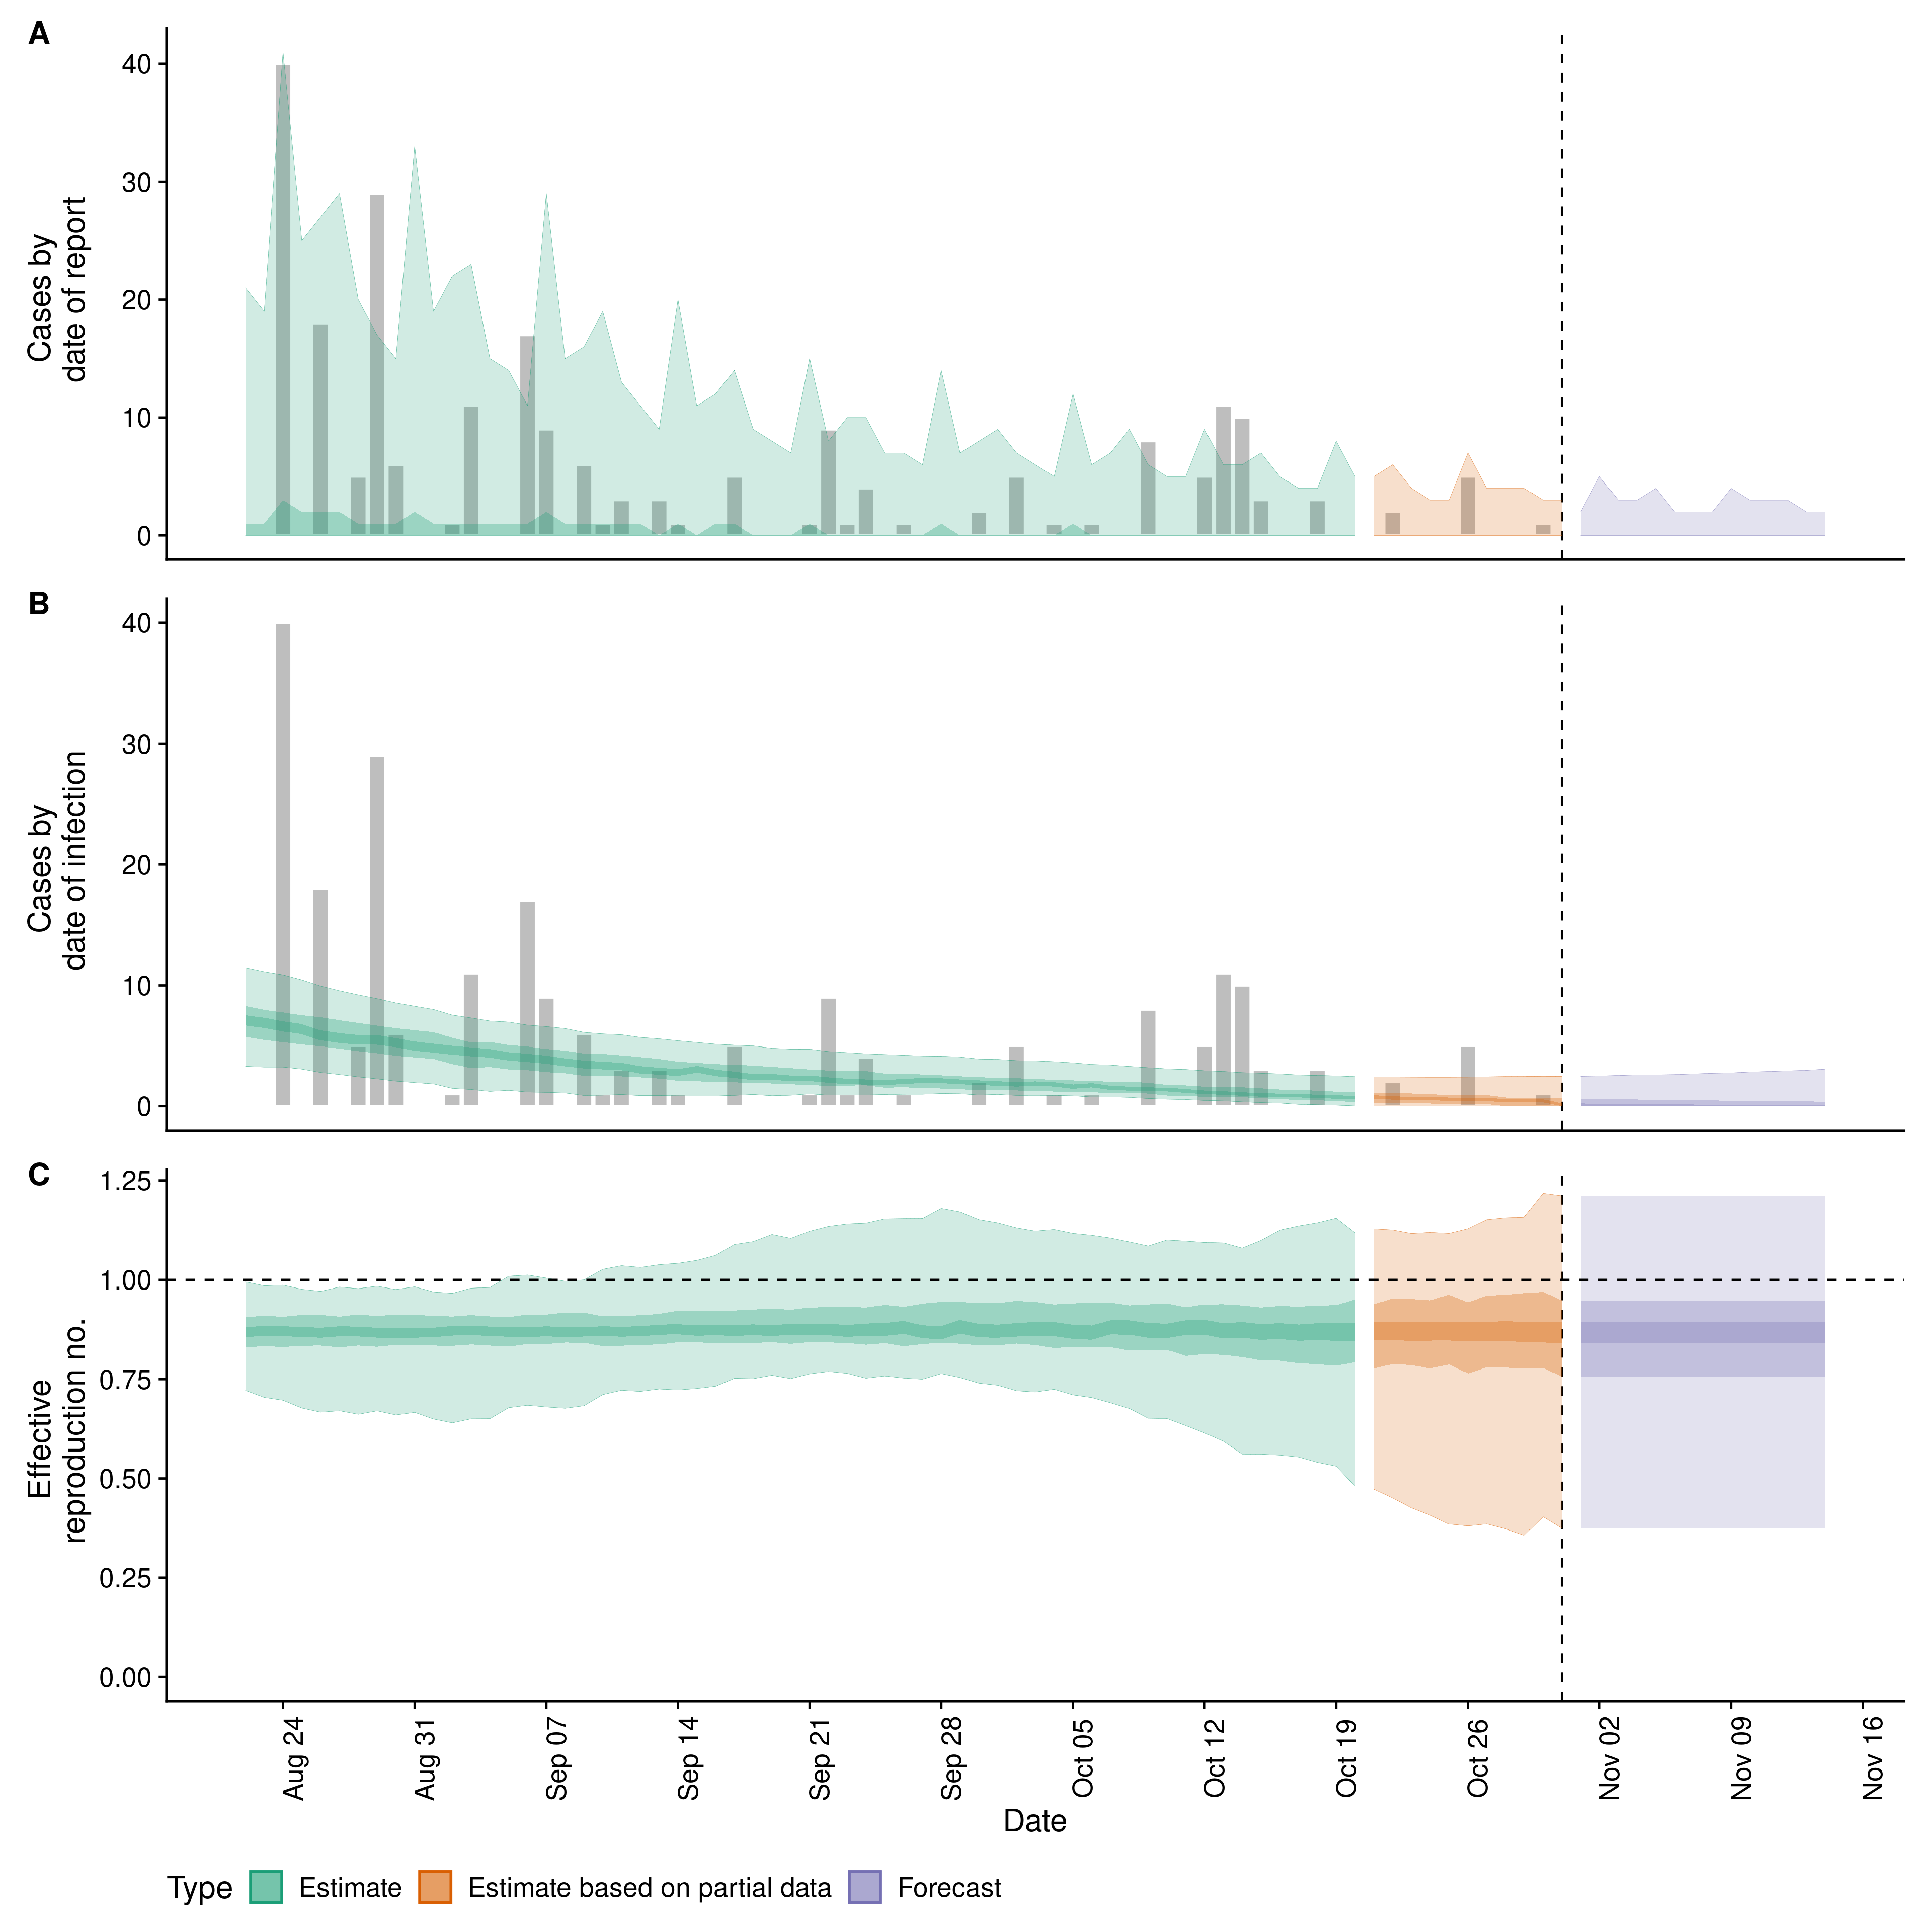 A
Cases by
date of report
40
30
20
10
0
B
Cases by
date of infection
40
30
20
10
0
C
Effective
reproduction no.
1.25
1.00
0.75
0.50
0.25
0.00
Aug 24
Aug 31
Sep 07
Sep 14
Sep 21
Sep 28
Oct 05
Oct 12
Oct 19
Oct 26
Nov 02
Nov 09
Nov 16
Date
Type Estimate Estimate based on partial data Forecast